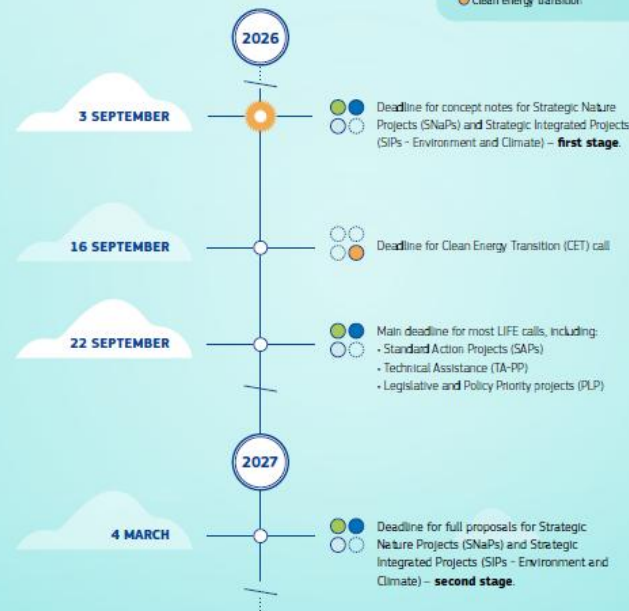 Clean energy transition
2026
3 SEPTEMBER
Deadline for concept notes for Strategic Nature
Projects (SNaPs) and Strategic Integrated Projects
(SIPs - Environment and Climate) – first stage.
16 SEPTEMBER
Deadline for Clean Energy Transition (CET) call
22 SEPTEMBER
Main deadline for most LIFE calls, including:
• Standard Action Projects (SAPs)
• Technical Assistance (TA-PP)
• Legislative and Policy Priority projects (PLP)
2027
4 MARCH
Deadline for full proposals for Strategic
Nature Projects (SNaPs) and Strategic
Integrated Projects (SIPs - Environment and
Climate) – second stage.